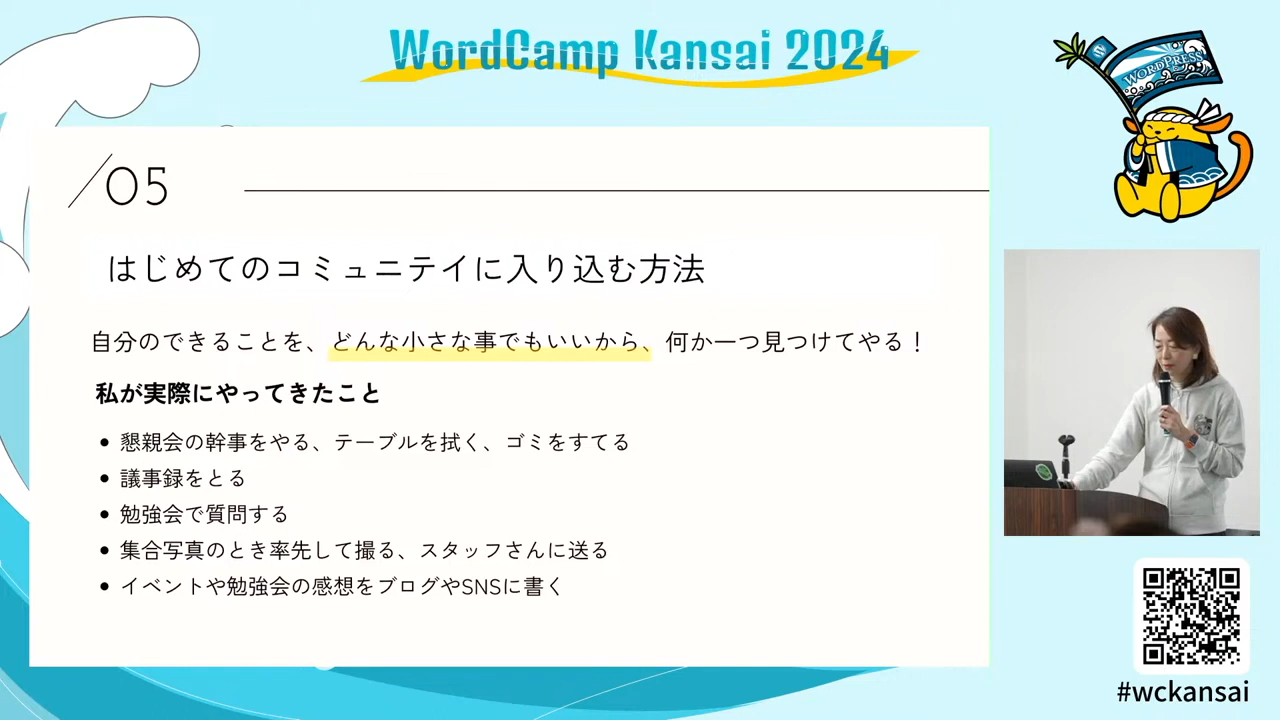 WordCamp Kansai 2024
W
WORDPRESS
/05
はじめてのコミュニテイに入り込む方法
自分のできることを、どんな小さな事でもいいから、何か一つ見つけてやる！
私が実際にやってきたこと
• 懇親会の幹事をやる、テーブルを拭く、ゴミをすてる
• 議事録をとる
• 勉強会で質問する
• 集合写真のとき率先して撮る、スタッフさんに送る
• イベントや勉強会の感想をブログやSNSに書く
#wckansai